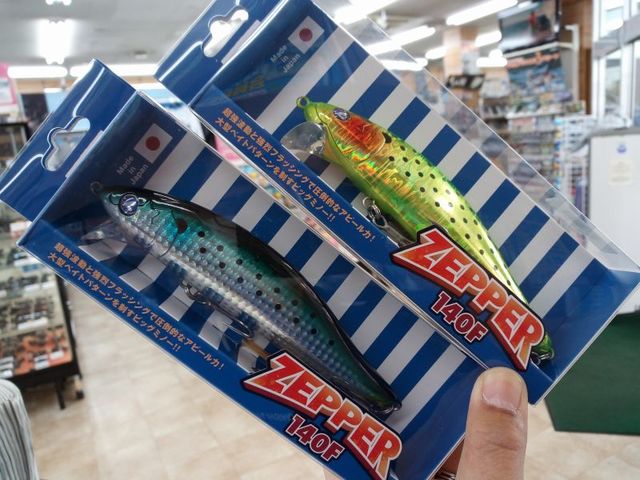 Made in
Japan
超強波動と強烈フラッシングで圧倒的なアピール力!
大型ベイトパターンを制すビッグミノー!!
ZEPPER
140F
Made in
Japan
超強波動と強烈フラッシングで圧倒的なアピール力!
大型ベイトパターンを制すビッグミノー!!
ZEPPER
140F